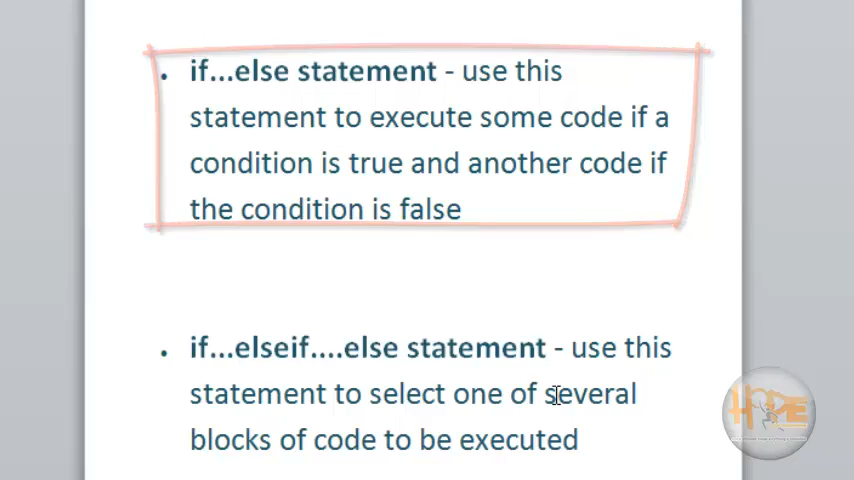 • if...else statement - use this
statement to execute some code if a
condition is true and another code if
the condition is false
• if...elseif....else statement - use this
statement to select one of several
blocks of code to be executed
HOPE